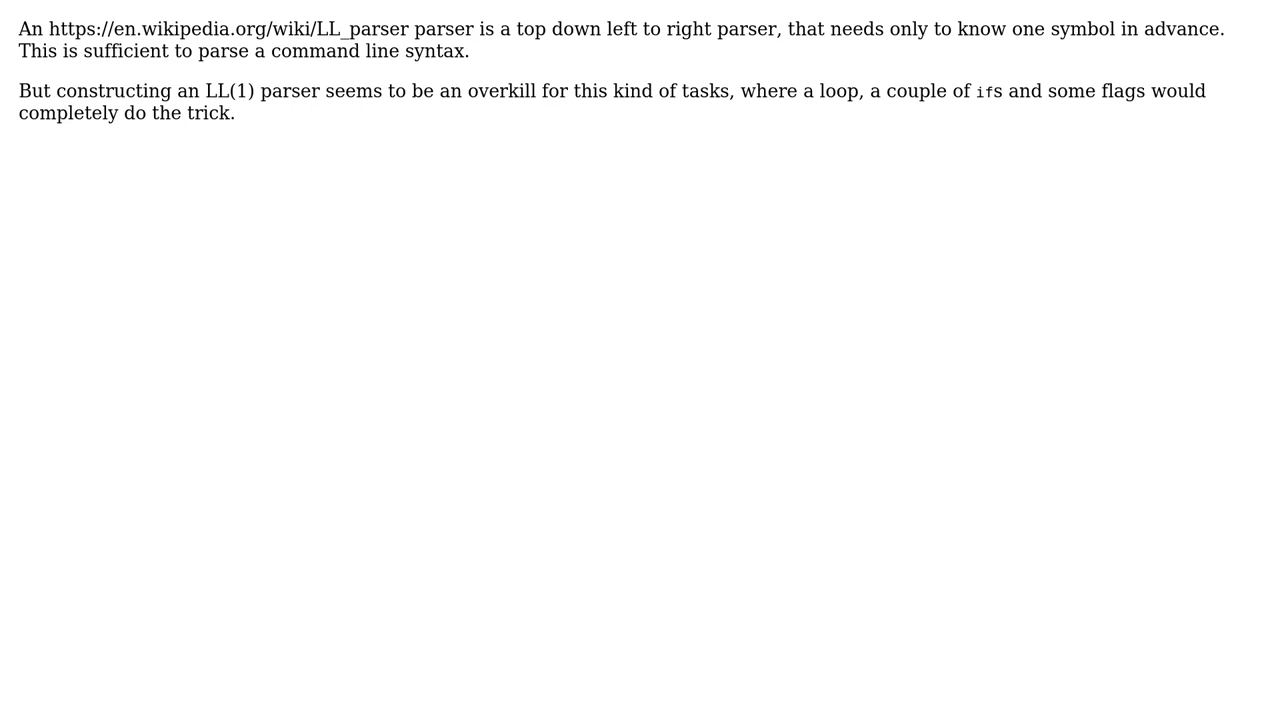 An https://en.wikipedia.org/wiki/LL_parser parser is a top down left to right parser, that needs only to know one symbol in advance.
This is sufficient to parse a command line syntax.
But constructing an LL(1) parser seems to be an overkill for this kind of tasks, where a loop, a couple of ifs and some flags would
completely do the trick.